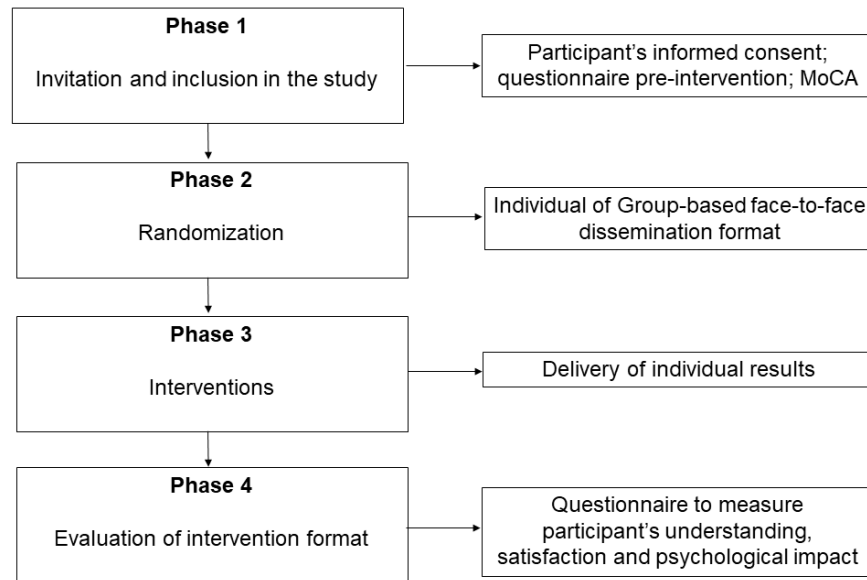 Phase 1
Invitation and inclusion in the study
Participant's informed consent;
questionnaire pre-intervention; MoCA
Phase 2
Randomization
Individual of Group-based face-to-face
dissemination format
Phase 3
Interventions
Delivery of individual results
Phase 4
Evaluation of intervention format
Questionnaire to measure
participant's understanding,
satisfaction and psychological impact